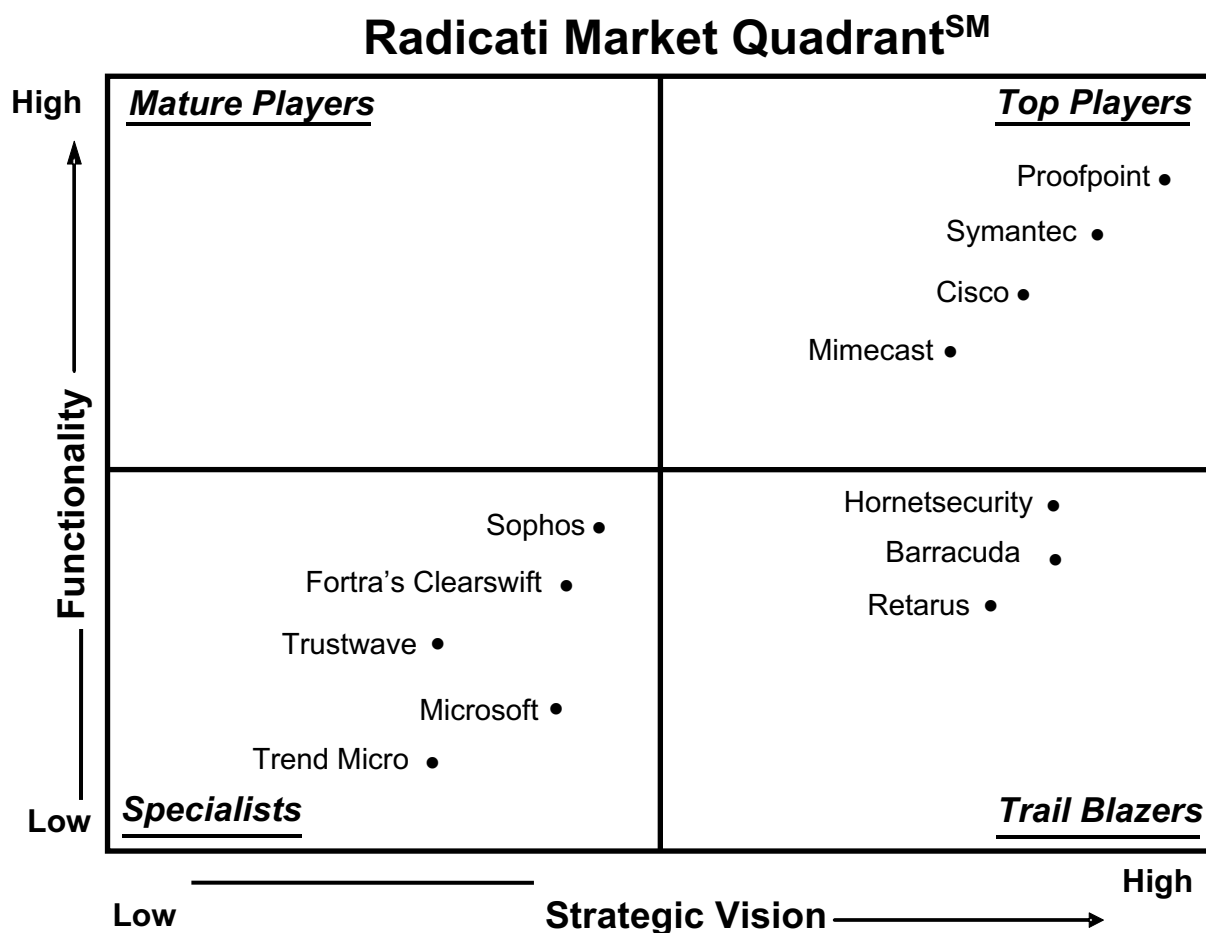 Radicati Market Quadrant SM
High
Mature Players
Top Players
Proofpoint
Symantec
Cisco
Mimecast
Functionality
Hornetsecurity
Sophos
Barracuda
Fortra’s Clearswift
Retarus
Trustwave
Microsoft
Trend Micro
Low
Specialists
Trail Blazers
High
Low
Strategic Vision